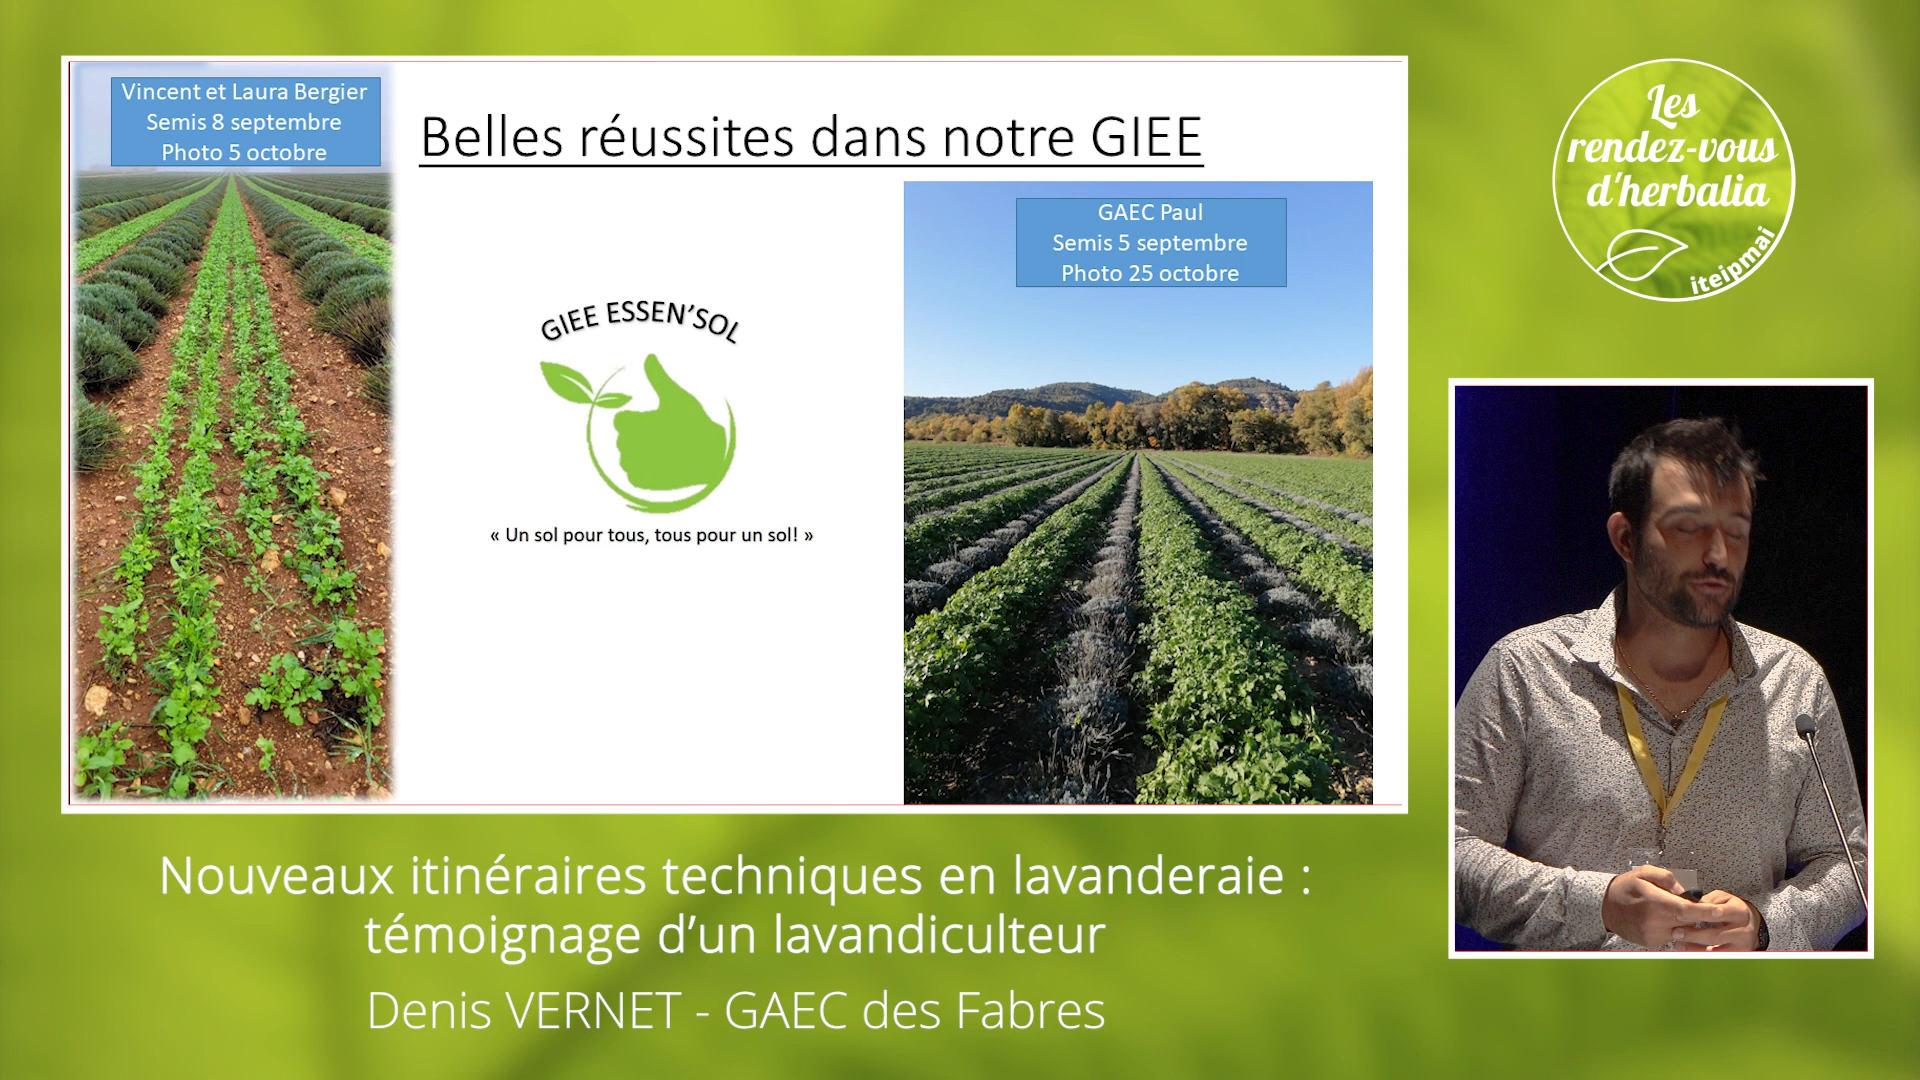 Vincent et Laura Bergier
Semis 8 septembre
Photo 5 octobre
Belles réussites dans notre GIEE
GIEE ESSEN’SOL
« Un sol pour tous, tous pour un sol! »
GAEC Paul
Semis 5 septembre
Photo 25 octobre
Les
rendez-vous
d'herbalia
iteipmai
Nouveaux itinéraires techniques en lavanderaie :
témoignage d’un lavandiculteur
Denis VERNET - GAEC des Fabres